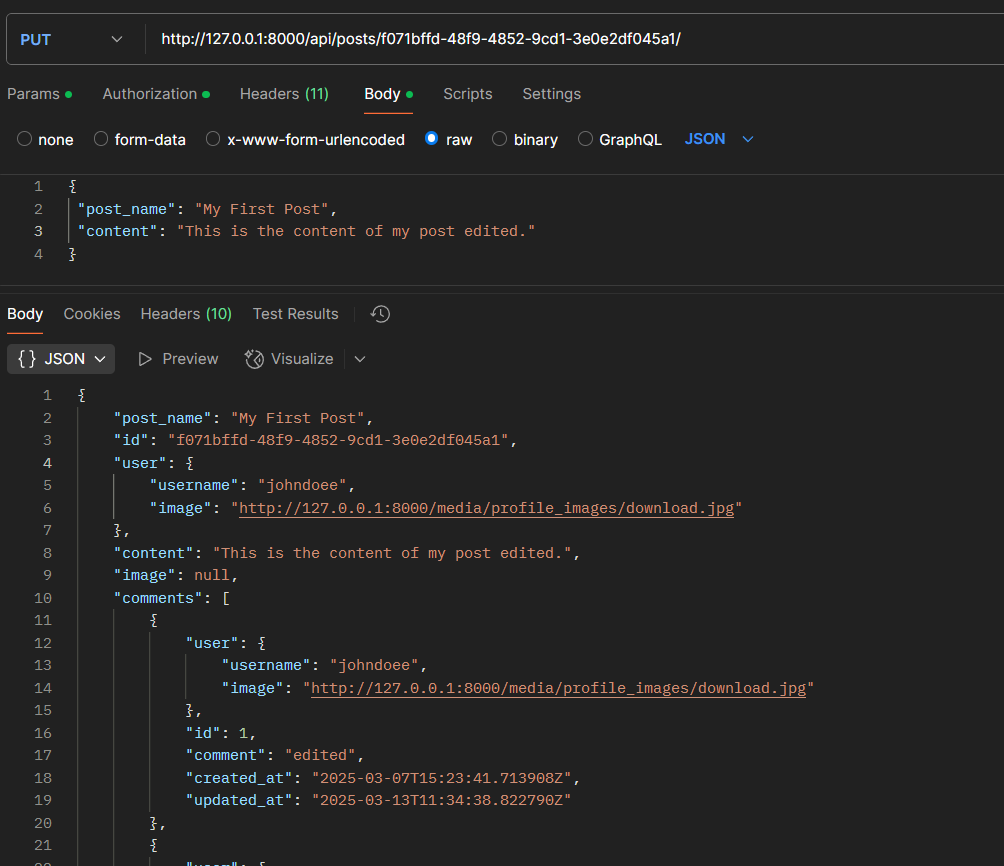 PUT http://127.0.0.1:8000/api/posts/f071bffd-48f9-4852-9cd1-3e0e2df045a1/
Params Authorization Headers (11) Body Scripts Settings
none form-data x-www-form-urlencoded raw binary GraphQL JSON
1 {
2 "post_name": "My First Post",
3 "content": "This is the content of my post edited."
4 }
Body Cookies Headers (10) Test Results
{} JSON Preview Visualize
1 {
2 "post_name": "My First Post",
3 "id": "f071bffd-48f9-4852-9cd1-3e0e2df045a1",
4 "user": {
5 "username": "johndoee",
6 "image": "http://127.0.0.1:8000/media/profile_images/download.jpg"
7 },
8 "content": "This is the content of my post edited.",
9 "image": null,
10 "comments": [
11 {
12 "user": {
13 "username": "johndoee",
14 "image": "http://127.0.0.1:8000/media/profile_images/download.jpg"
15 },
16 "id": 1,
17 "comment": "edited",
18 "created_at": "2025-03-07T15:23:41.713908Z",
19 "updated_at": "2025-03-13T11:34:38.822790Z"
20 },
21 {